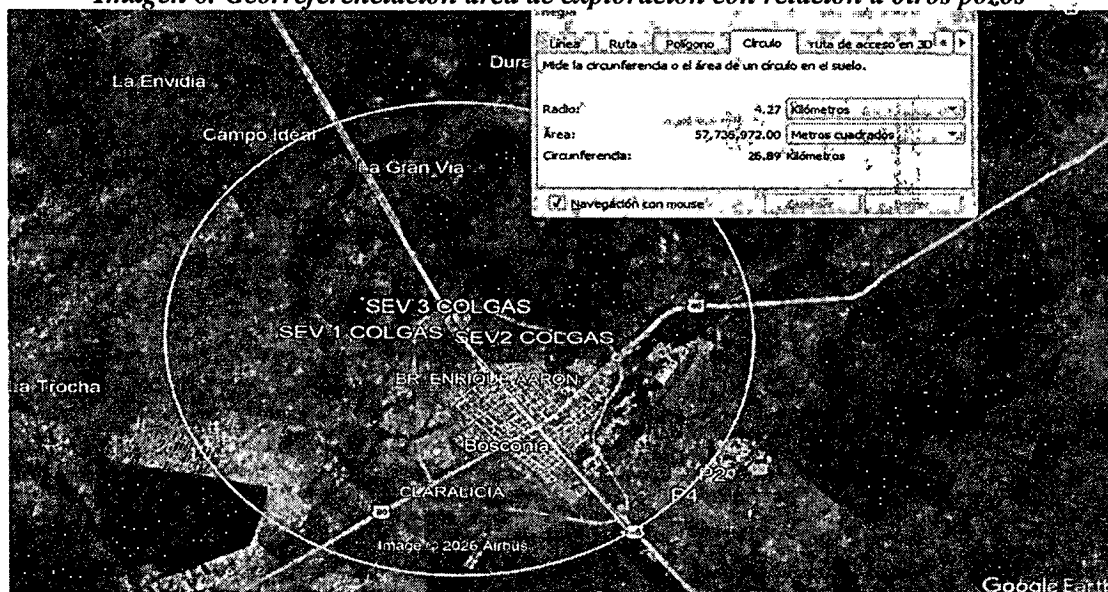 Imagen 6. Georreferenciación área de exploración con relación a otros pozos
Regla
Línea Ruta Polígono Círculo ruta de acceso en 3D
Mide la circunferencia o el área de un círculo en el suelo.
Radio: 4.27 Kilómetros
Área: 57,736,972.00 Metros cuadrados
Circunferencia: 26.89 Kilómetros
Navegación con mouse
La Envidia
Dura
Campo Ideal
La Gran Via
SEV 3 COLGAS
SEV 1 COLGAS SEV2 COLGAS
La Trocha
BR. ENRIQUE AARON
Bosconia
P2
P4
CLARALICIA
80
Image © 2026 Airbus
Google Earth